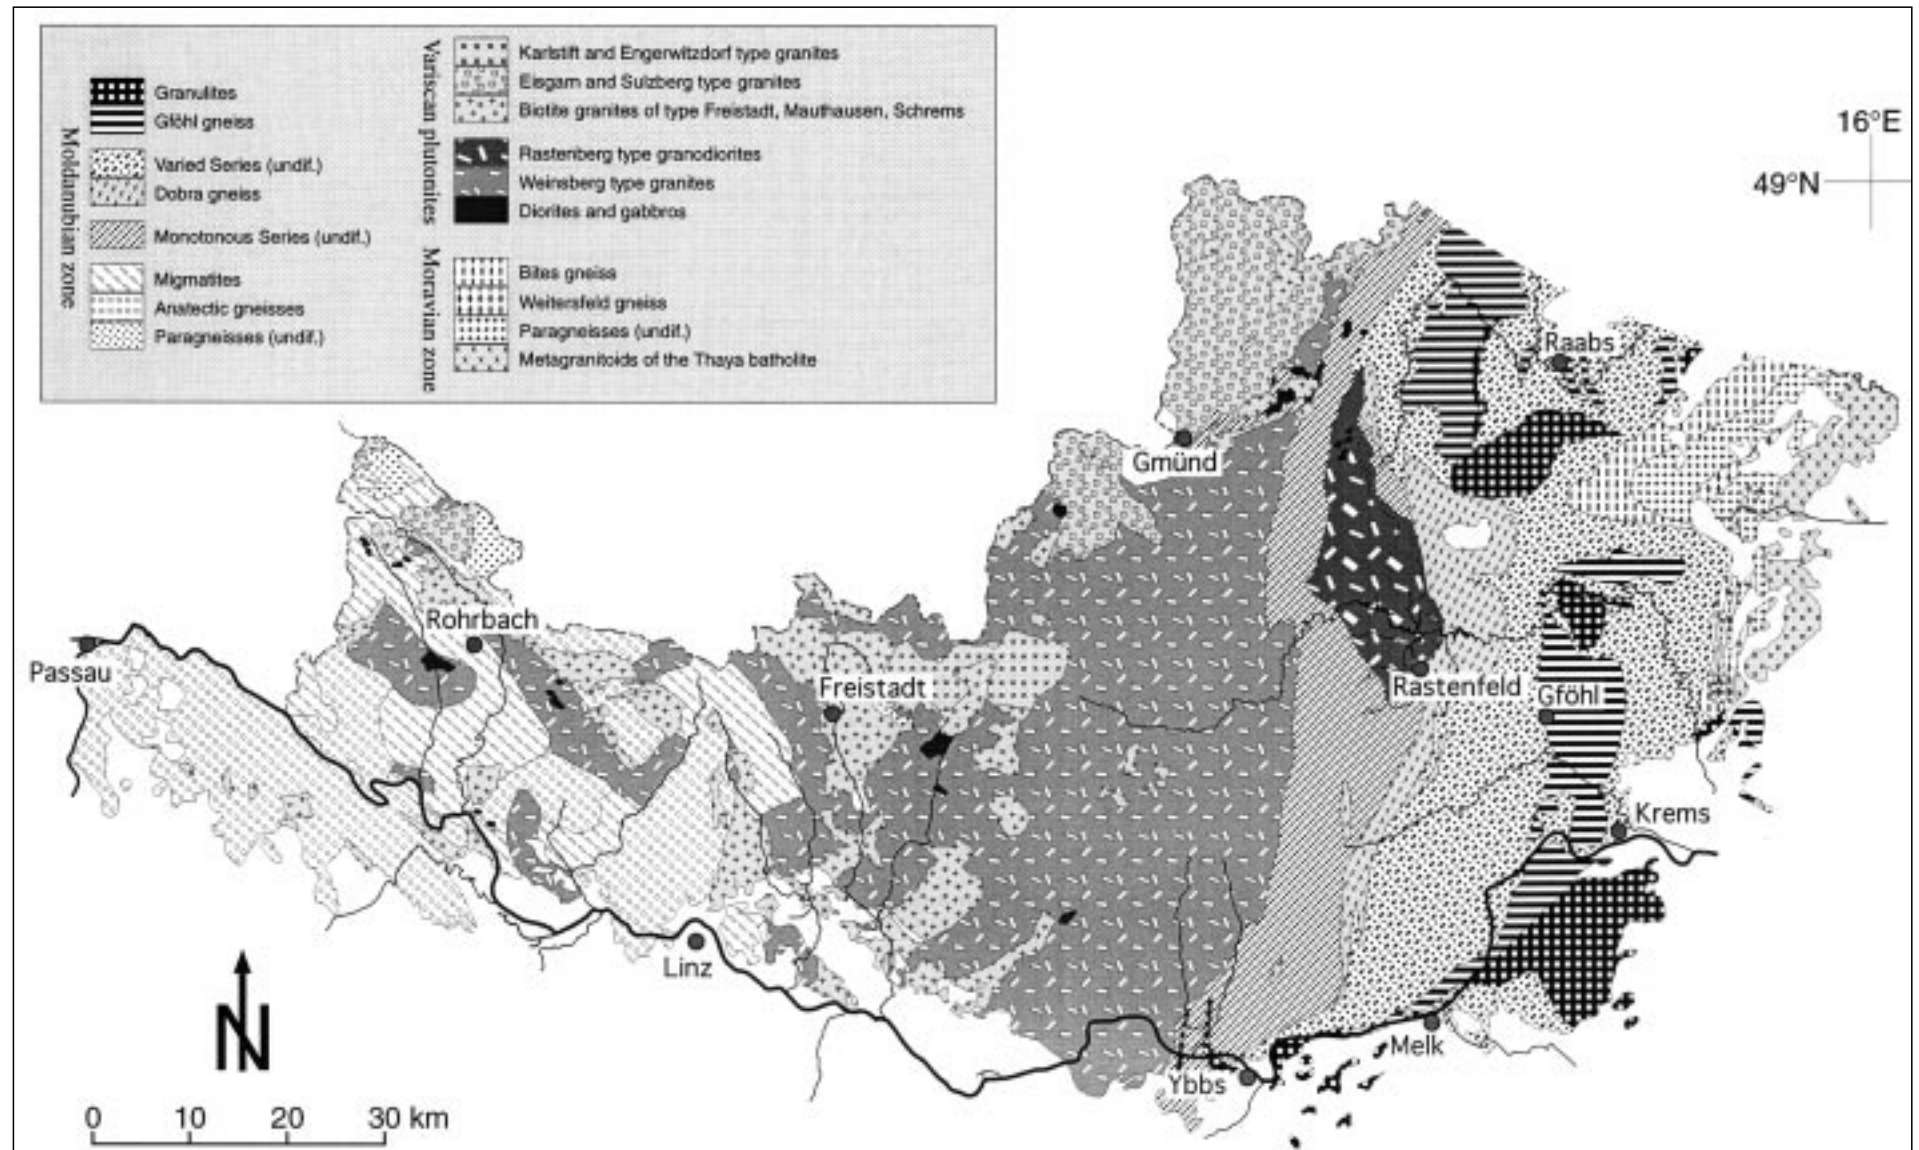 Moldanubian zone
Granulites
Gföhl gneiss
Varied Series (undif.)
Dobra gneiss
Monotonous Series (undif.)
Migmatites
Anatectic gneisses
Paragneisses (undif.)
Variscan plutonites
Karlstift and Engerwitzdorf type granites
Eisgarn and Sulzberg type granites
Biotite granites of type Freistadt, Mauthausen, Schrems
Rastenberg type granodiorites
Weinsberg type granites
Diorites and gabbros
Moravian zone
Bites gneiss
Weitersfeld gneiss
Paragneisses (undif.)
Metagranitoids of the Thaya batholite
16°E
49°N
Raabs
Gmünd
Rohrbach
Passau
Freistadt
Rastenfeld
Gföhl
Krems
Linz
Melk
Ybbs
N
0 10 20 30 km